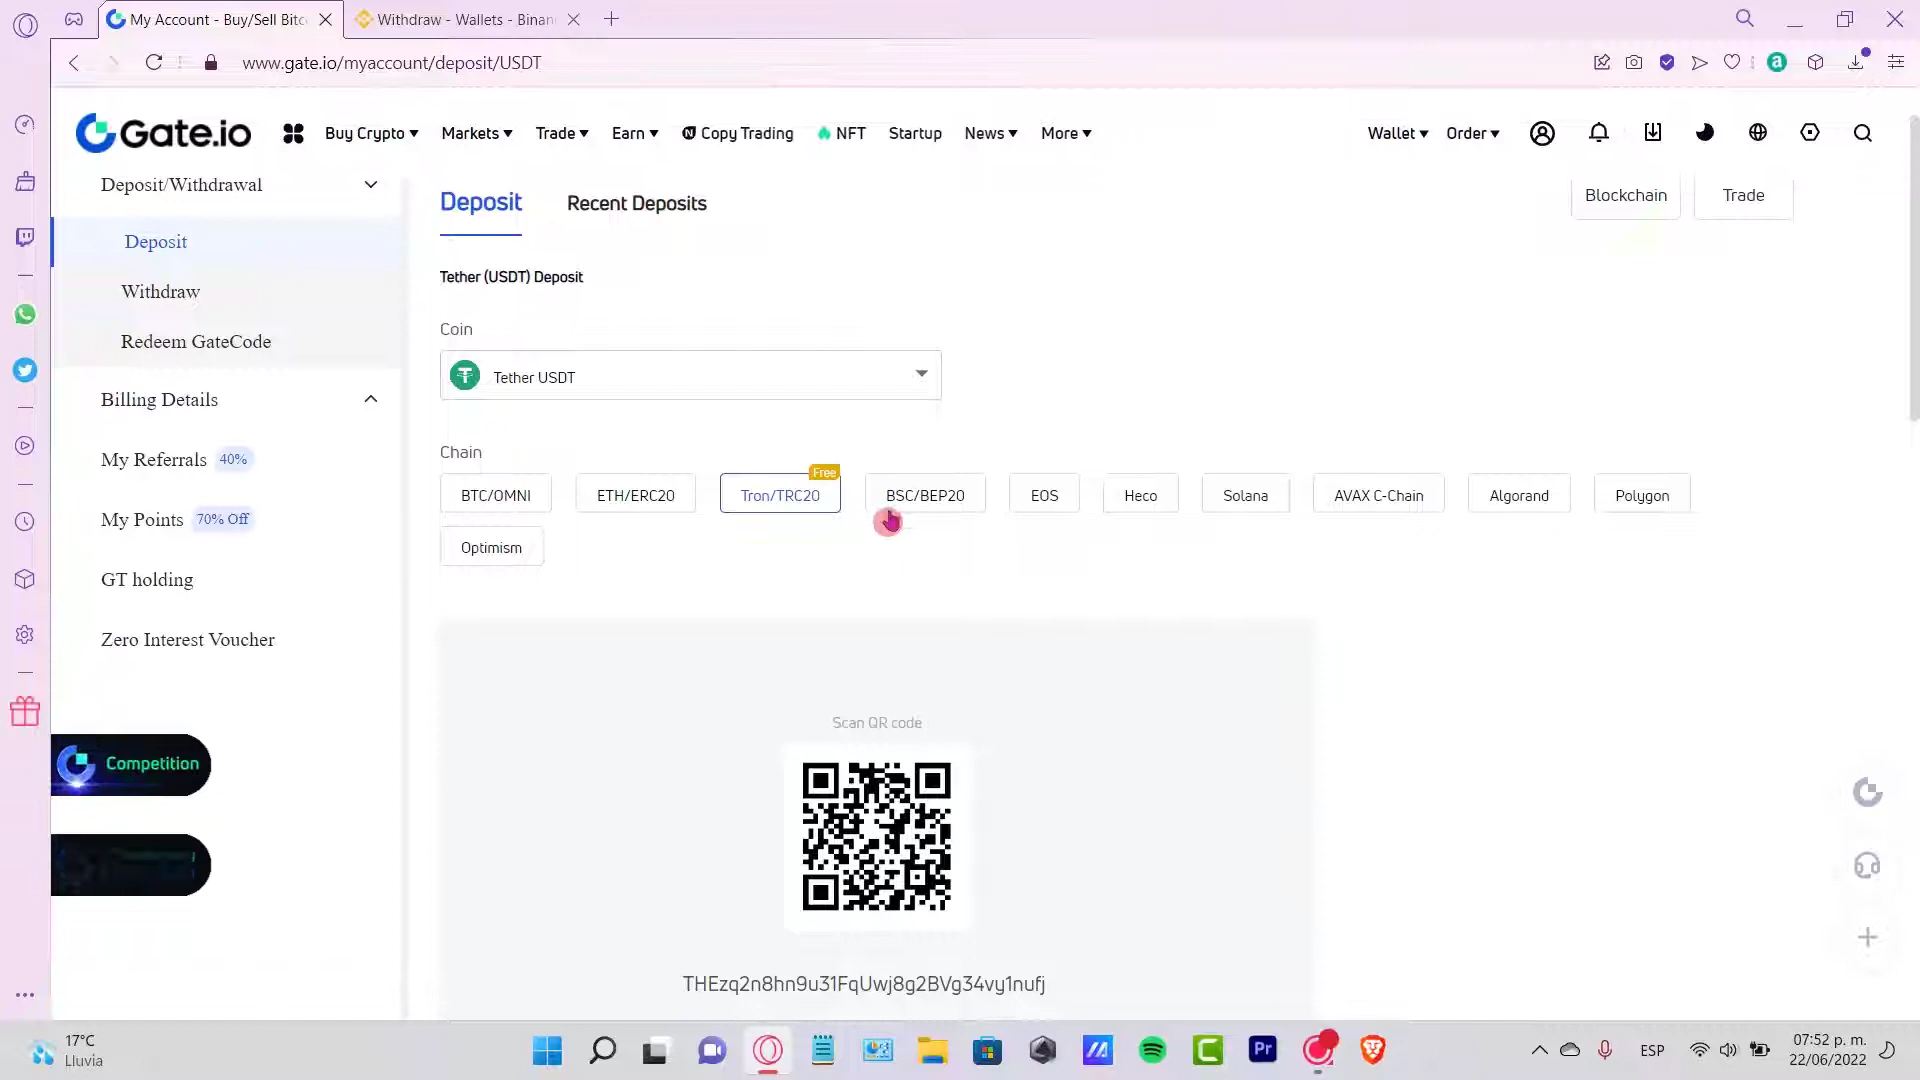 My Account - Buy/Sell Bitc
Withdraw - Wallets - Binan
www.gate.io/myaccount/deposit/USDT
Gate.io
Buy Crypto
Markets
Trade
Earn
Copy Trading
NFT
Startup
News
More
Wallet
Order
Deposit/Withdrawal
Deposit
Withdraw
Redeem GateCode
Billing Details
My Referrals 40%
My Points 70% Off
GT holding
Zero Interest Voucher
Competition
Deposit
Recent Deposits
Blockchain
Trade
Tether (USDT) Deposit
Coin
Tether USDT
Chain
Free
BTC/OMNI
ETH/ERC20
Tron/TRC20
BSC/BEP20
EOS
Heco
Solana
AVAX C-Chain
Algorand
Polygon
Optimism
Scan QR code
THEzq2n8hn9u31FqUwj8g2BVg34vy1nufj
17°C
Lluvia
Pr
ESP
07:52 p. m.
22/06/2022